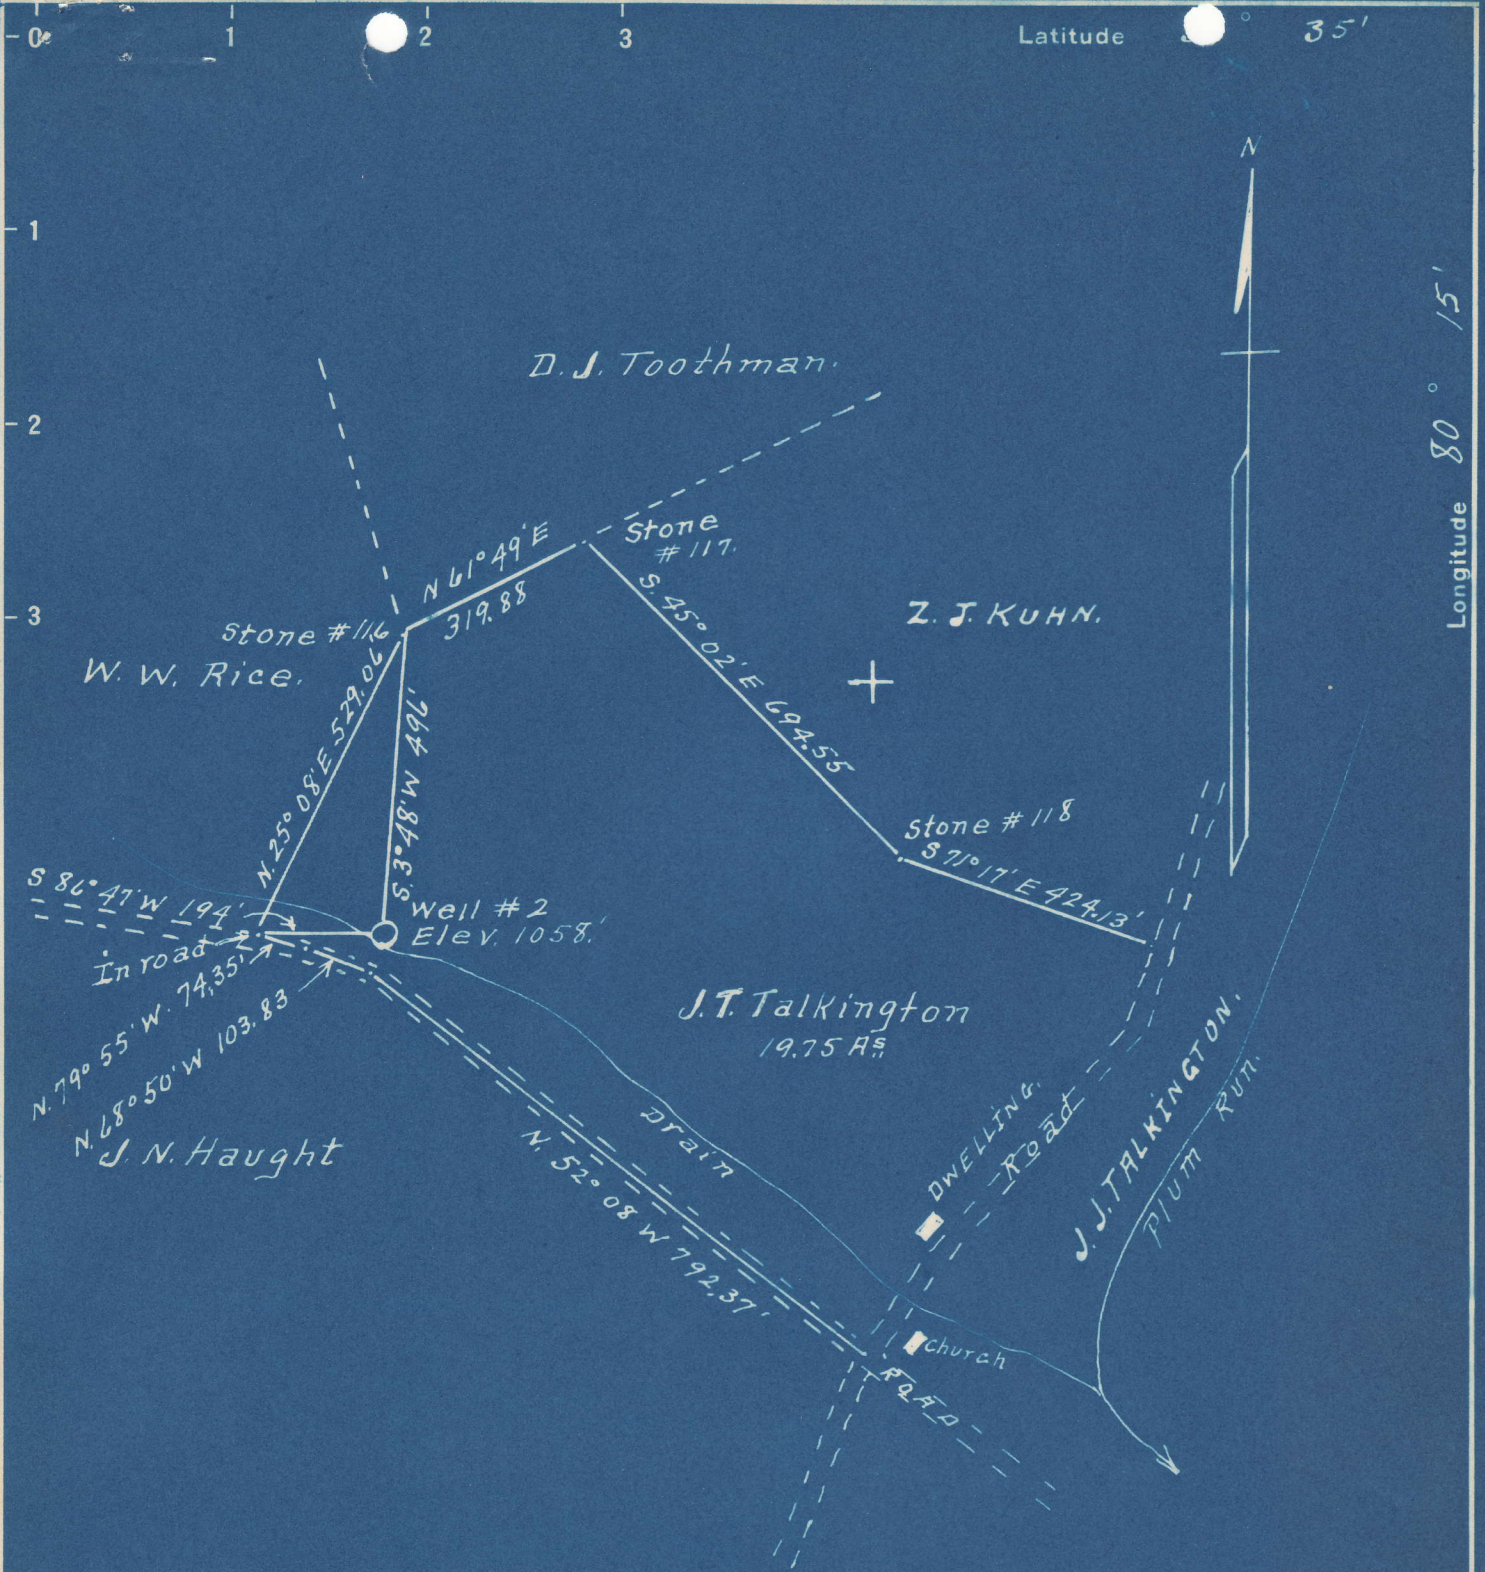 0 1 2 3 Latitude ° 35'
N
1
Longitude 80° 15'
D. J. Toothman.
2
Stone
#117.
N 61° 49' E
319.88
3
Stone #116
W. W. Rice.
S. 45° 02' E 694.55
Z. J. KUHN.
N. 25° 08' E 529.06
S. 3° 48' W 496'
Stone #118
S 71° 17' E 424.13'
S 86° 47' W 194'
Well #2
Elev. 1058.'
In road
N. 79° 55' W. 74.35'
N. 68° 50' W 103.83
J. T. Talkington
19.75 As.
J. N. Haught
Drain
N. 52° 08 W 792.37'
DWELLING.
Road
J. J. TALKINGTON.
Plum Run.
Church
ROAD